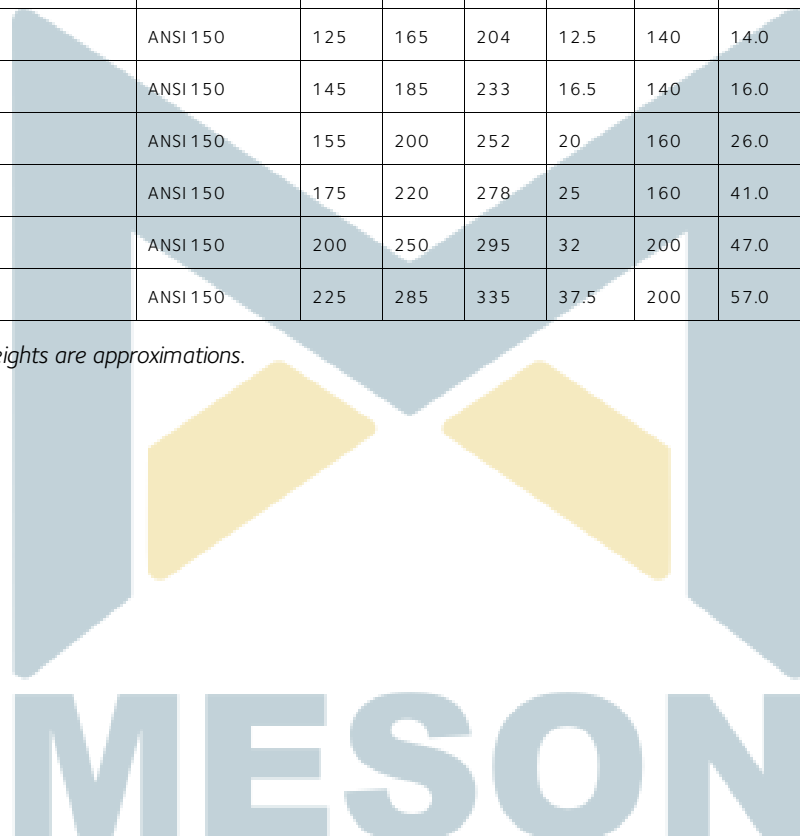 ANSI 150 125 165 204 12.5 140 14.0
ANSI 150 145 185 233 16.5 140 16.0
ANSI 150 155 200 252 20 160 26.0
ANSI 150 175 220 278 25 160 41.0
ANSI 150 200 250 295 32 200 47.0
ANSI 150 225 285 335 37.5 200 57.0
eights are approximations.
MESON